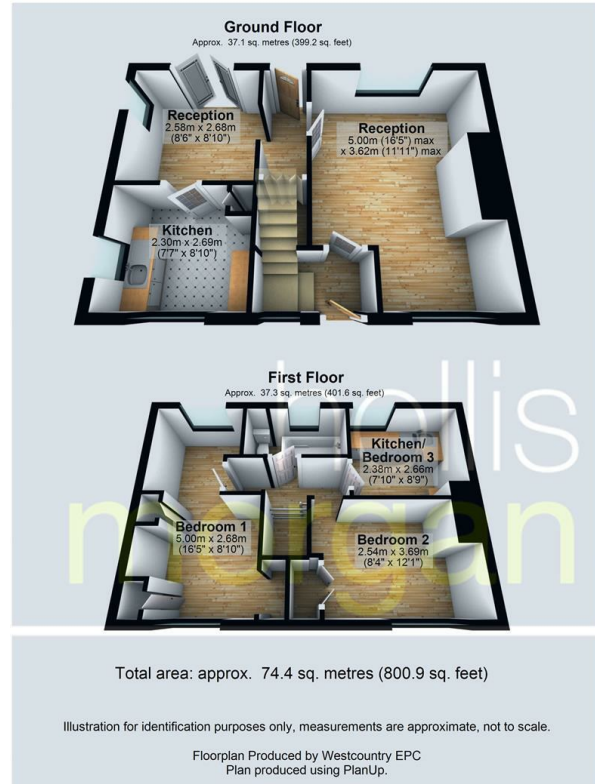 Ground Floor
Approx. 37.1 sq. metres (399.2 sq. feet)
Reception
2.58m x 2.68m
(8'6" x 8'10")
Reception
5.00m (16'5") max
x 3.62m (11'11") max
Kitchen
2.30m x 2.69m
(7'7" x 8'10")
First Floor
Approx. 37.3 sq. metres (401.6 sq. feet)
hollis
morgan
Kitchen/
Bedroom 3
2.38m x 2.66m
(7'10" x 8'9")
Bedroom 1
5.00m x 2.68m
(16'5" x 8'10")
Bedroom 2
2.54m x 3.69m
(8'4" x 12'1")
Total area: approx. 74.4 sq. metres (800.9 sq. feet)
Illustration for identification purposes only, measurements are approximate, not to scale.
Floorplan Produced by Westcountry EPC
Plan produced using PlanUp.